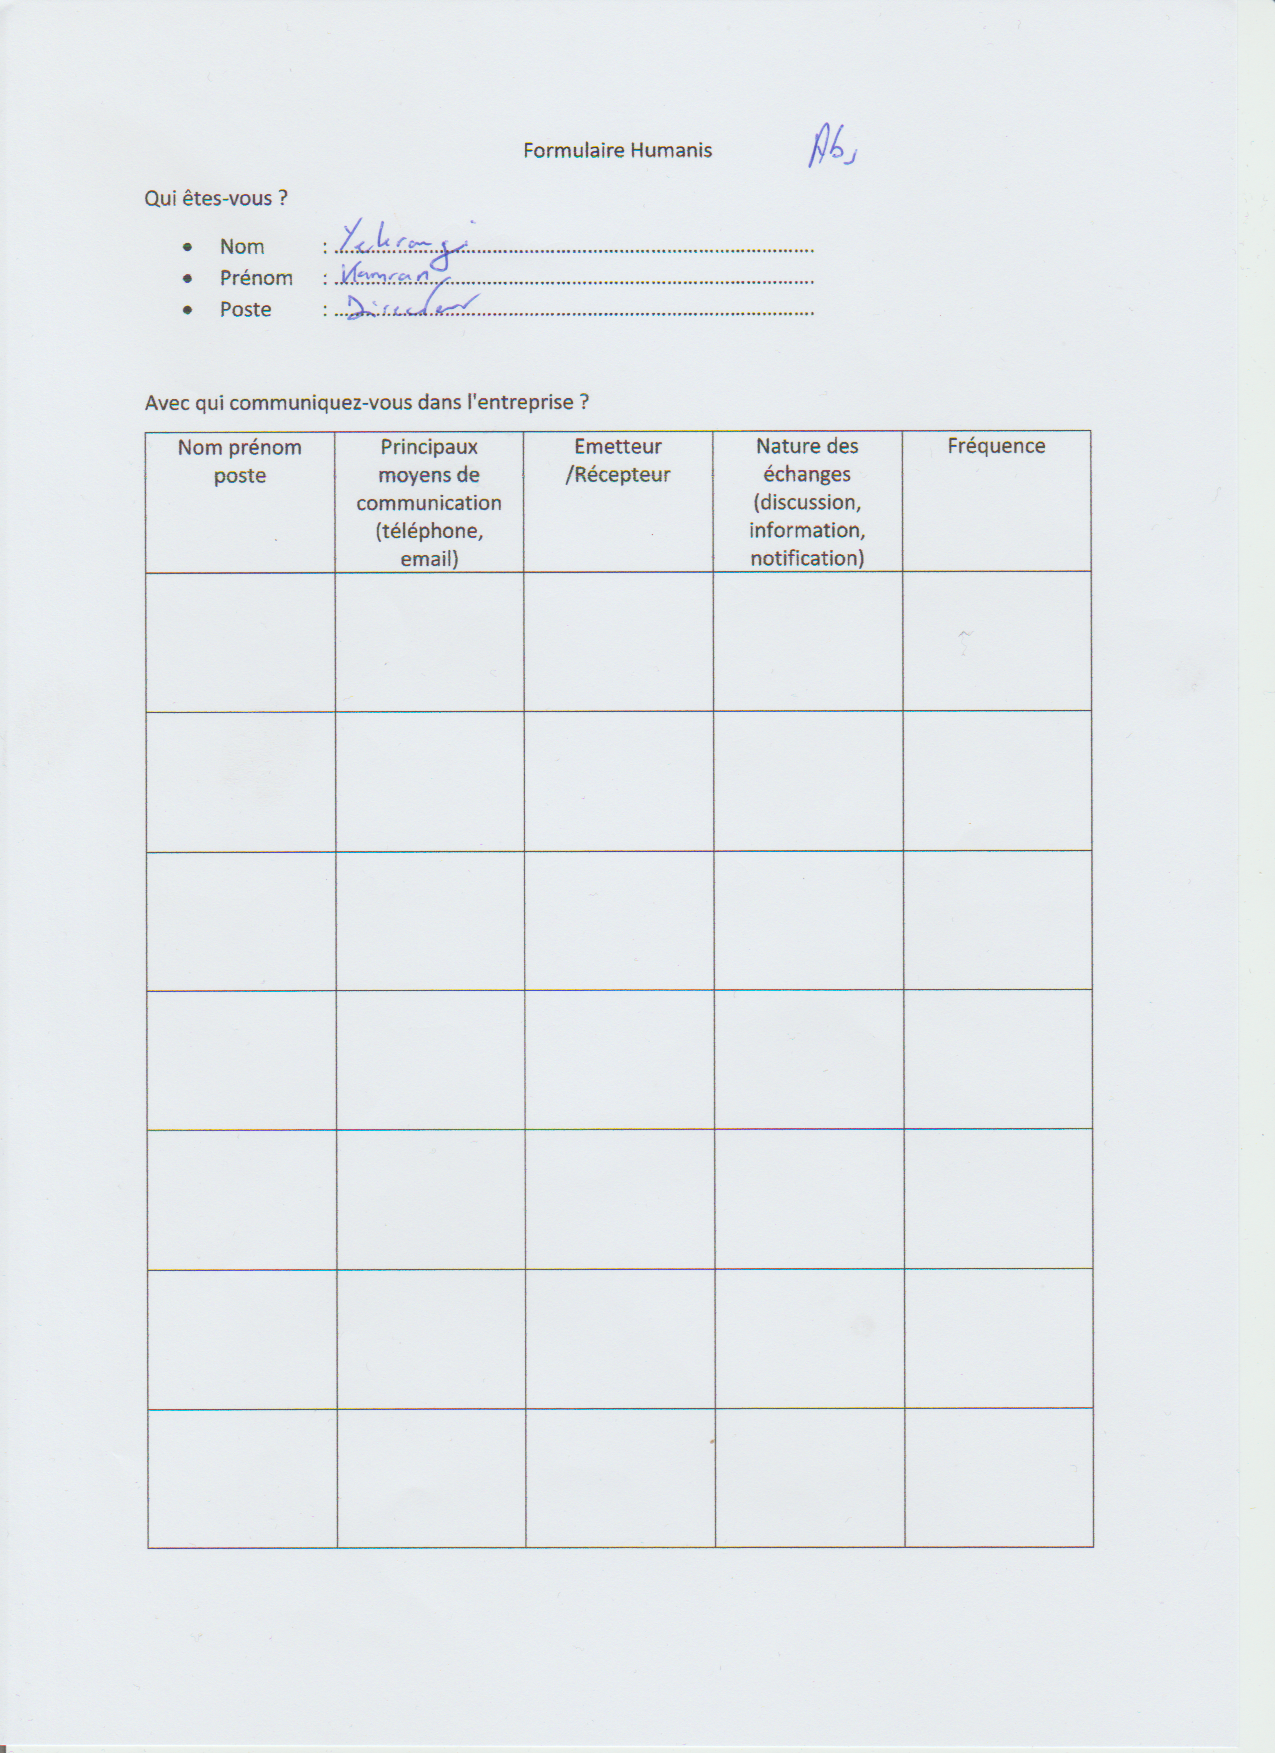 Formulaire Humanis Abs
Qui êtes-vous ?
• Nom : Yekrangi
• Prénom : Kamran
• Poste : Directeur
Avec qui communiquez-vous dans l'entreprise ?
Nom prénom poste
Principaux moyens de communication (téléphone, email)
Emetteur /Récepteur
Nature des échanges (discussion, information, notification)
Fréquence